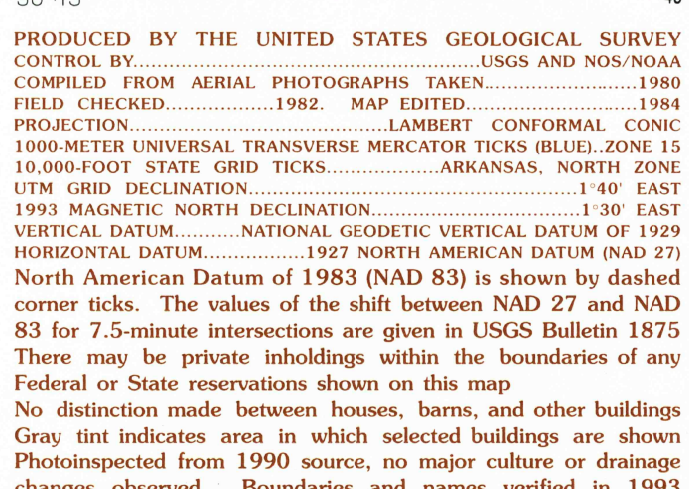 PRODUCED BY THE UNITED STATES GEOLOGICAL SURVEY
CONTROL BY..................................................USGS AND NOS/NOAA
COMPILED FROM AERIAL PHOTOGRAPHS TAKEN......................1980
FIELD CHECKED................1982. MAP EDITED.........................1984
PROJECTION......................................LAMBERT CONFORMAL CONIC
1000-METER UNIVERSAL TRANSVERSE MERCATOR TICKS (BLUE)..ZONE 15
10,000-FOOT STATE GRID TICKS.................ARKANSAS, NORTH ZONE
UTM GRID DECLINATION.................................................1°40' EAST
1993 MAGNETIC NORTH DECLINATION...............................1°30' EAST
VERTICAL DATUM...........NATIONAL GEODETIC VERTICAL DATUM OF 1929
HORIZONTAL DATUM...............1927 NORTH AMERICAN DATUM (NAD 27)
North American Datum of 1983 (NAD 83) is shown by dashed
corner ticks. The values of the shift between NAD 27 and NAD
83 for 7.5-minute intersections are given in USGS Bulletin 1875
There may be private inholdings within the boundaries of any
Federal or State reservations shown on this map
No distinction made between houses, barns, and other buildings
Gray tint indicates area in which selected buildings are shown
Photoinspected from 1990 source, no major culture or drainage
changes observed. Boundaries and names verified in 1993